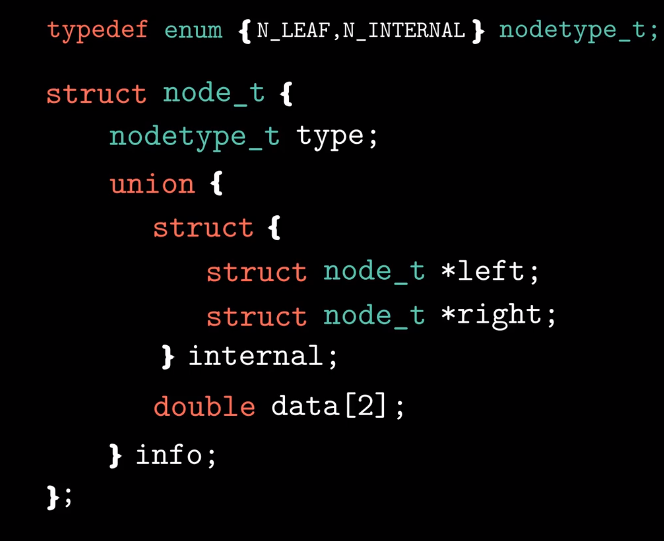 typedef enum {N_LEAF,N_INTERNAL} nodetype_t;
struct node_t {
nodetype_t type;
union {
struct {
struct node_t *left;
struct node_t *right;
} internal;
double data[2];
} info;
};